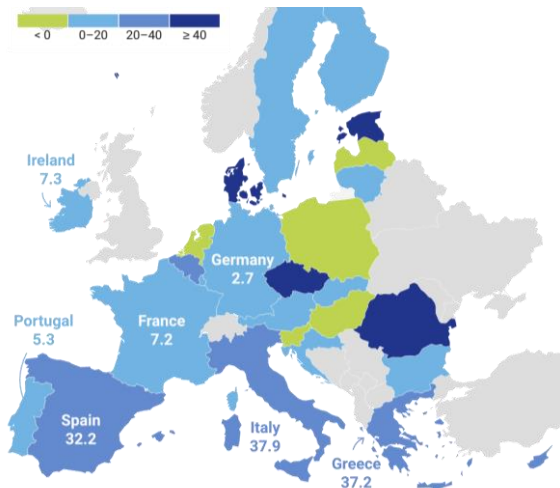 < 0 0–20 20–40 ≥ 40
Ireland
7.3
Germany
2.7
Portugal
5.3
France
7.2
Spain
32.2
Italy
37.9
Greece
37.2